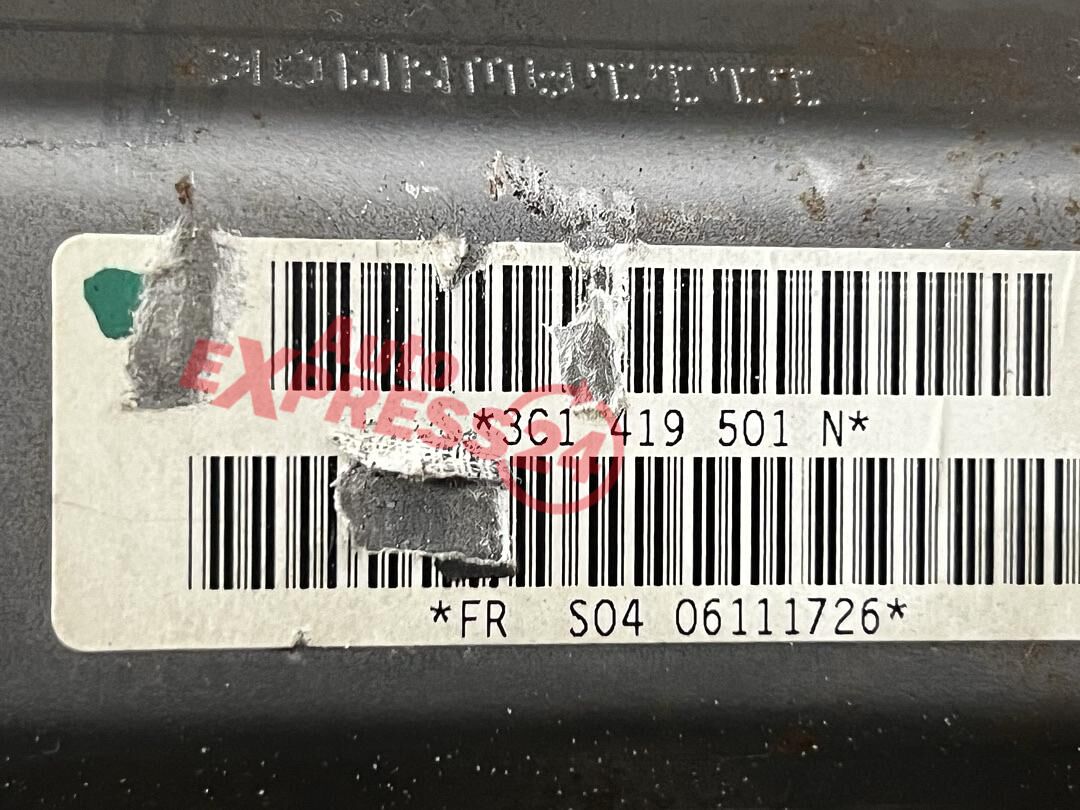 Auto
EXPRESS24
*3C1 419 501 N*
*FR S04 06111726*